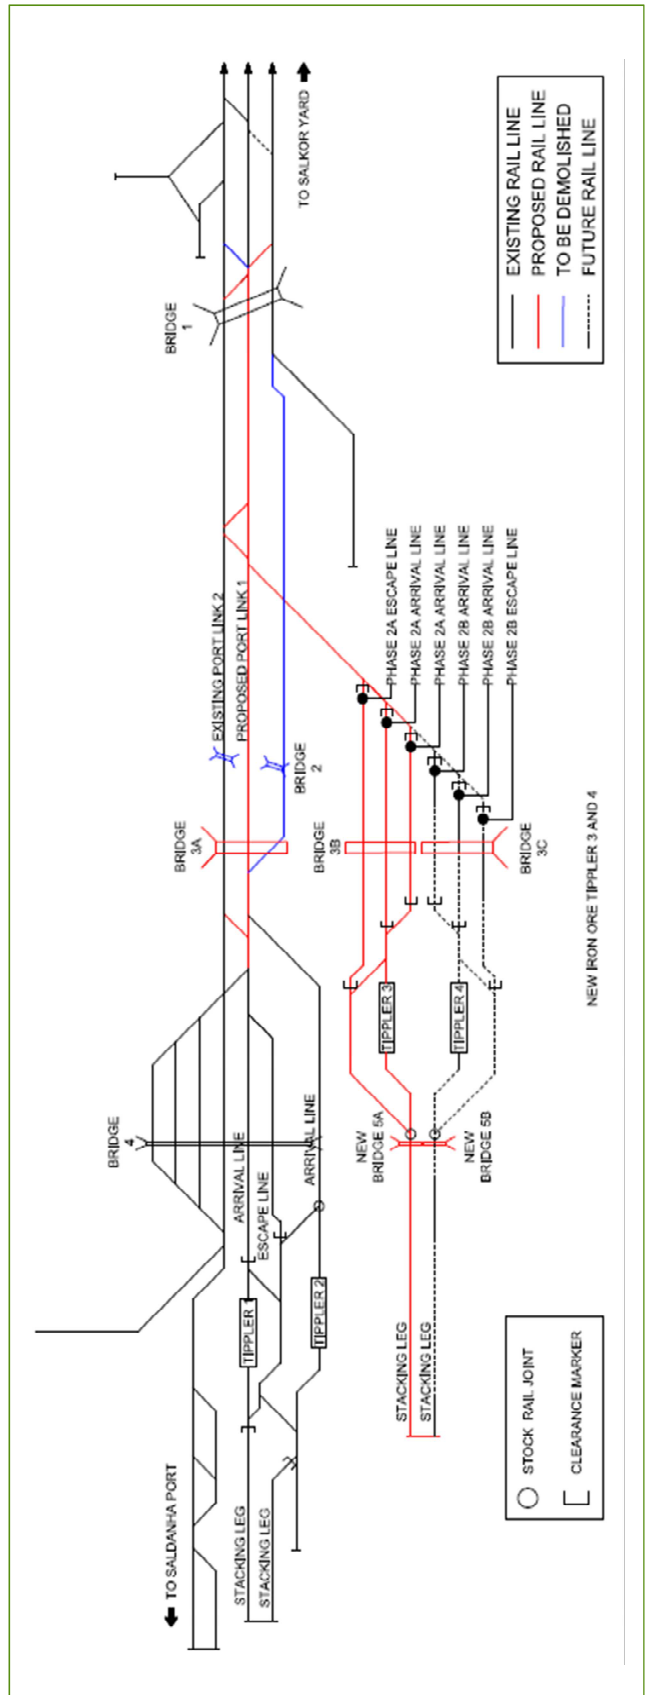 TO SALKOR YARD
EXISTING RAIL LINE
PROPOSED RAIL LINE
TO BE DEMOLISHED
FUTURE RAIL LINE
BRIDGE
1
EXISTING PORT LINK 2
PROPOSED PORT LINK 1
BRIDGE
2
PHASE 2A ESCAPE LINE
PHASE 2A ARRIVAL LINE
PHASE 2A ARRIVAL LINE
PHASE 2B ARRIVAL LINE
PHASE 2B ARRIVAL LINE
PHASE 2B ESCAPE LINE
BRIDGE
3A
BRIDGE
3B
BRIDGE
3C
NEW IRON ORE TIPPLER 3 AND 4
TIPPLER 3
TIPPLER 4
BRIDGE
4
ARRIVAL LINE
ESCAPE LINE
ARRIVAL LINE
NEW
BRIDGE 5A
NEW
BRIDGE 5B
TIPPLER 1
TIPPLER 2
STACKING LEG
STACKING LEG
TO SALDANHA PORT
STACKING LEG
STACKING LEG
STOCK RAIL JOINT
CLEARANCE MARKER